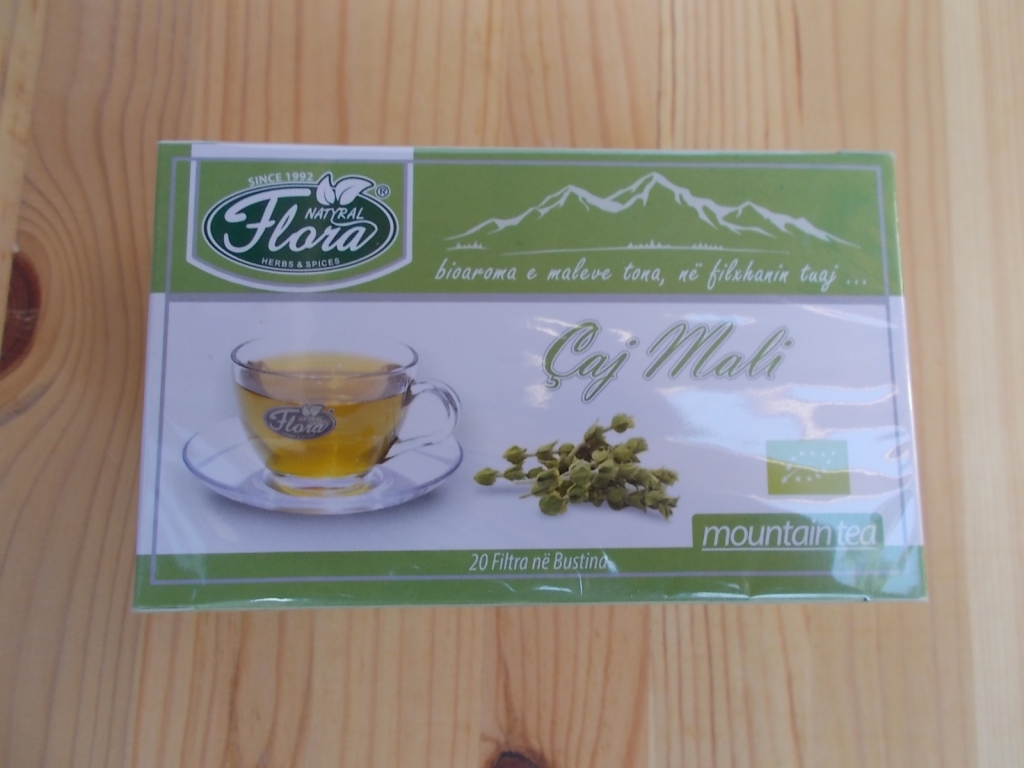 SINCE 1992
NATYRAL
Flora ®
HERBS & SPICES
bioaroma e maleve tona, në filxhanin tuaj ...
Çaj Mali
Flora
mountain tea
20 Filtra në Bustina